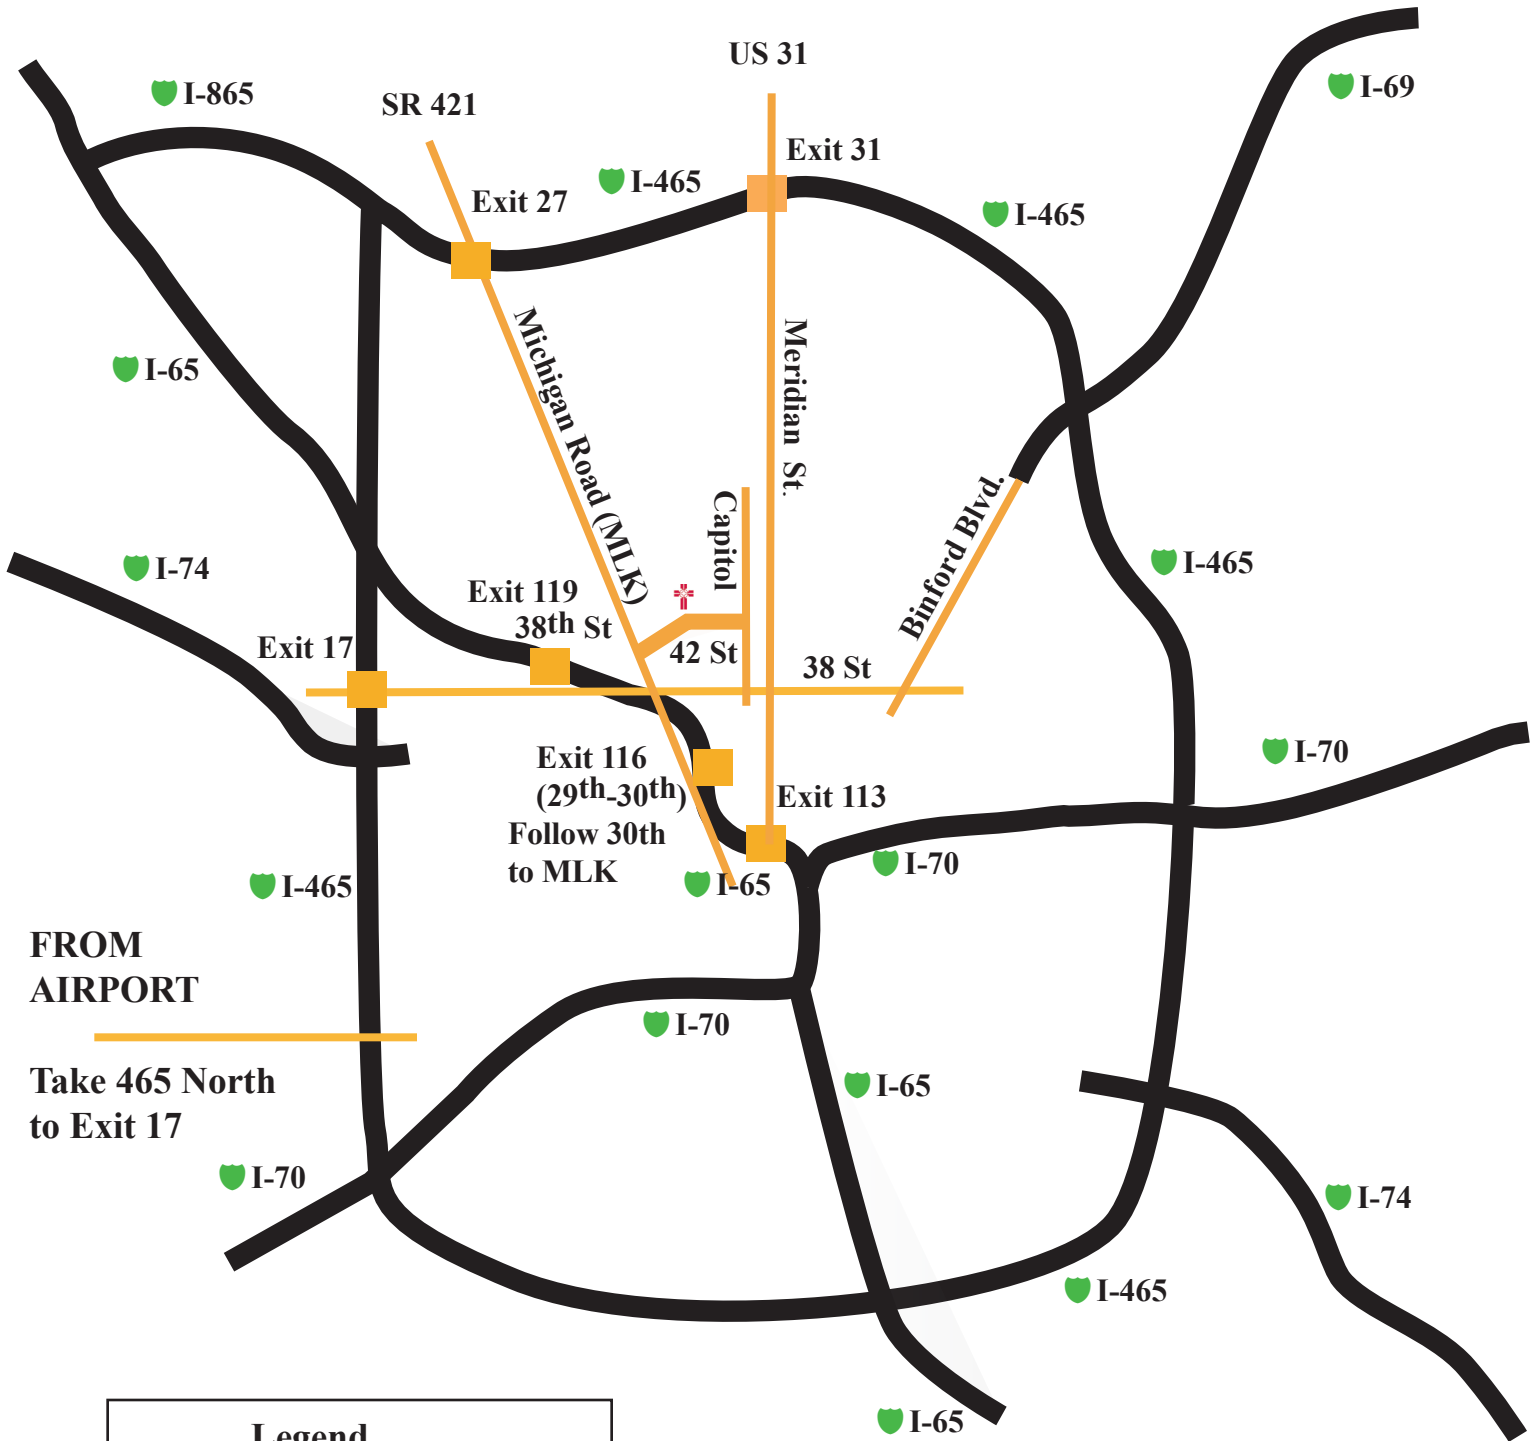 US 31
I-865
I-69
SR 421
Exit 31
I-465
Exit 27
I-465
Michigan Road (MLK)
Meridian St.
I-65
Capitol
Binford Blvd.
I-74
I-465
Exit 119
38th St
Exit 17
42 St
38 St
I-70
Exit 116
(29th-30th)
Follow 30th
to MLK
Exit 113
I-70
I-65
I-465
FROM
AIRPORT
I-70
Take 465 North
to Exit 17
I-65
I-70
I-74
I-465
I-65
Legend